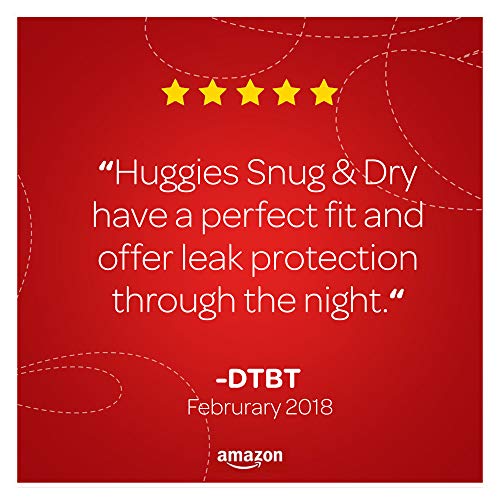 “Huggies Snug & Dry
have a perfect fit and
offer leak protection
through the night.“
-DTBT
Februrary 2018
amazon